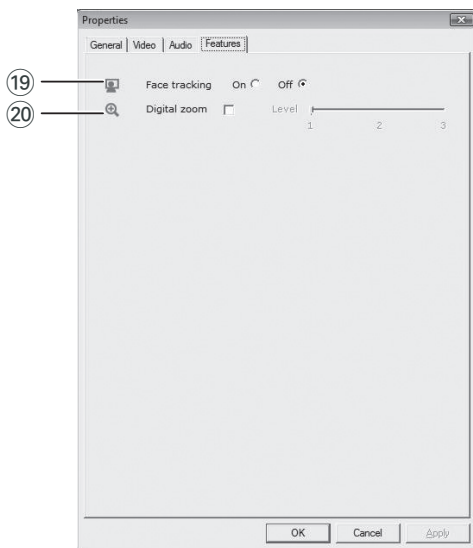 Properties
General Video Audio Features
⑲ Face tracking On Off
⑳ Digital zoom Level
1 2 3
OK Cancel Apply